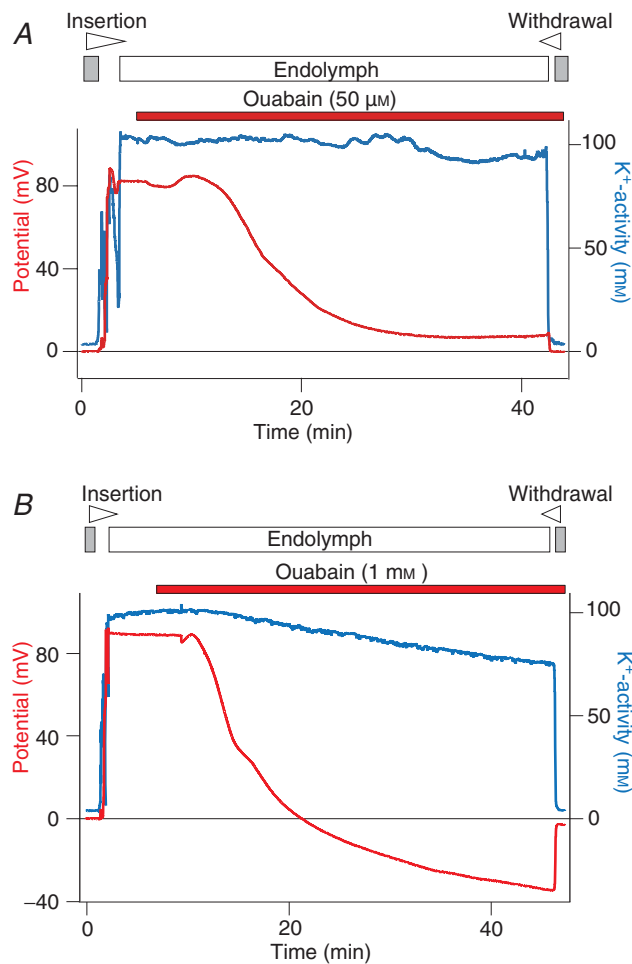 A
Insertion
Withdrawal
Endolymph
Ouabain (50 µM)
Potential (mV)
80
40
0
K+-activity (mM)
100
50
0
0
20
40
Time (min)
B
Insertion
Withdrawal
Endolymph
Ouabain (1 mM )
Potential (mV)
80
40
0
−40
K+-activity (mM)
100
50
0
0
20
40
Time (min)